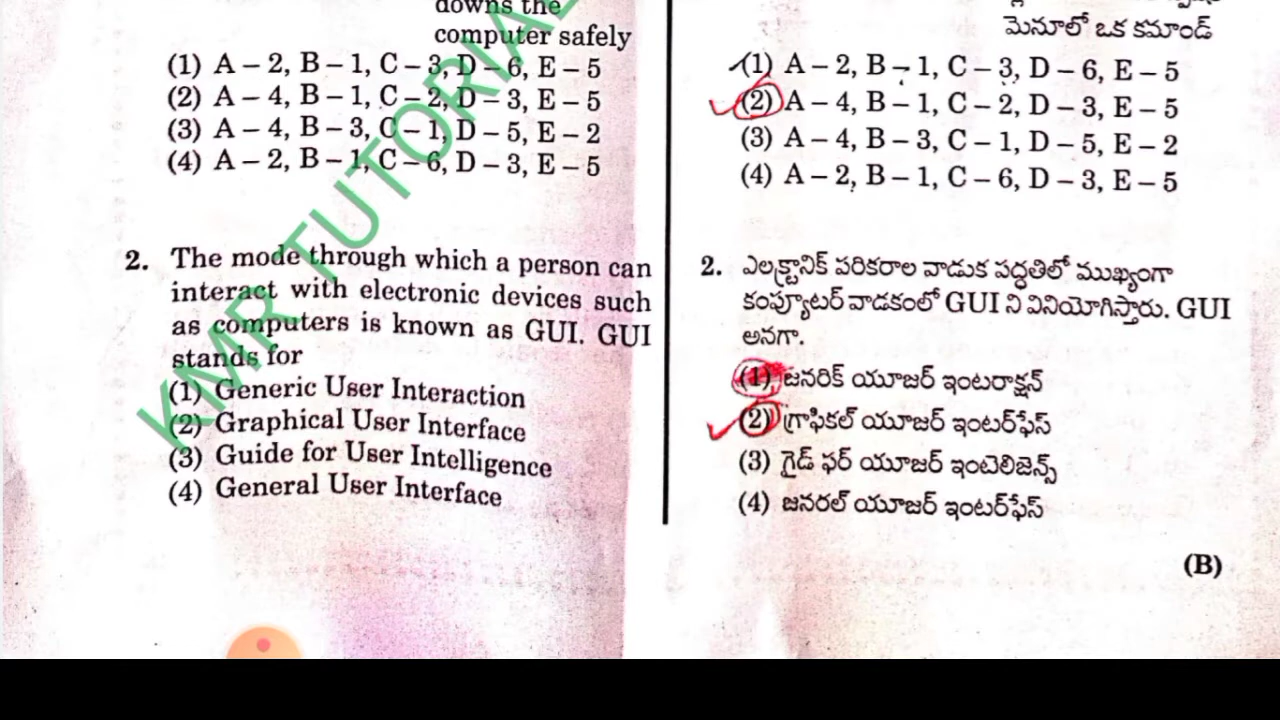 downs the
computer safely
(1) A – 2, B – 1, C – 3, D – 6, E – 5
(2) A – 4, B – 1, C – 2, D – 3, E – 5
(3) A – 4, B – 3, C – 1, D – 5, E – 2
(4) A – 2, B – 1, C – 6, D – 3, E – 5
2. The mode through which a person can
interact with electronic devices such
as computers is known as GUI. GUI
stands for
(1) Generic User Interaction
(2) Graphical User Interface
(3) Guide for User Intelligence
(4) General User Interface
మెనూలో ఒక కమాండ్
(1) A – 2, B – 1, C – 3, D – 6, E – 5
(2) A – 4, B – 1, C – 2, D – 3, E – 5
(3) A – 4, B – 3, C – 1, D – 5, E – 2
(4) A – 2, B – 1, C – 6, D – 3, E – 5
2. ఎలక్ట్రానిక్ పరికరాల వాడుక పద్ధతిలో ముఖ్యంగా
కంప్యూటర్ వాడకంలో GUI ని వినియోగిస్తారు. GUI
అనగా.
(1) జనరిక్ యూజర్ ఇంటరాక్షన్
(2) గ్రాఫికల్ యూజర్ ఇంటర్‌ఫేస్
(3) గైడ్ ఫర్ యూజర్ ఇంటెలిజెన్స్
(4) జనరల్ యూజర్ ఇంటర్‌ఫేస్
(B)
KMR TUTORIAL